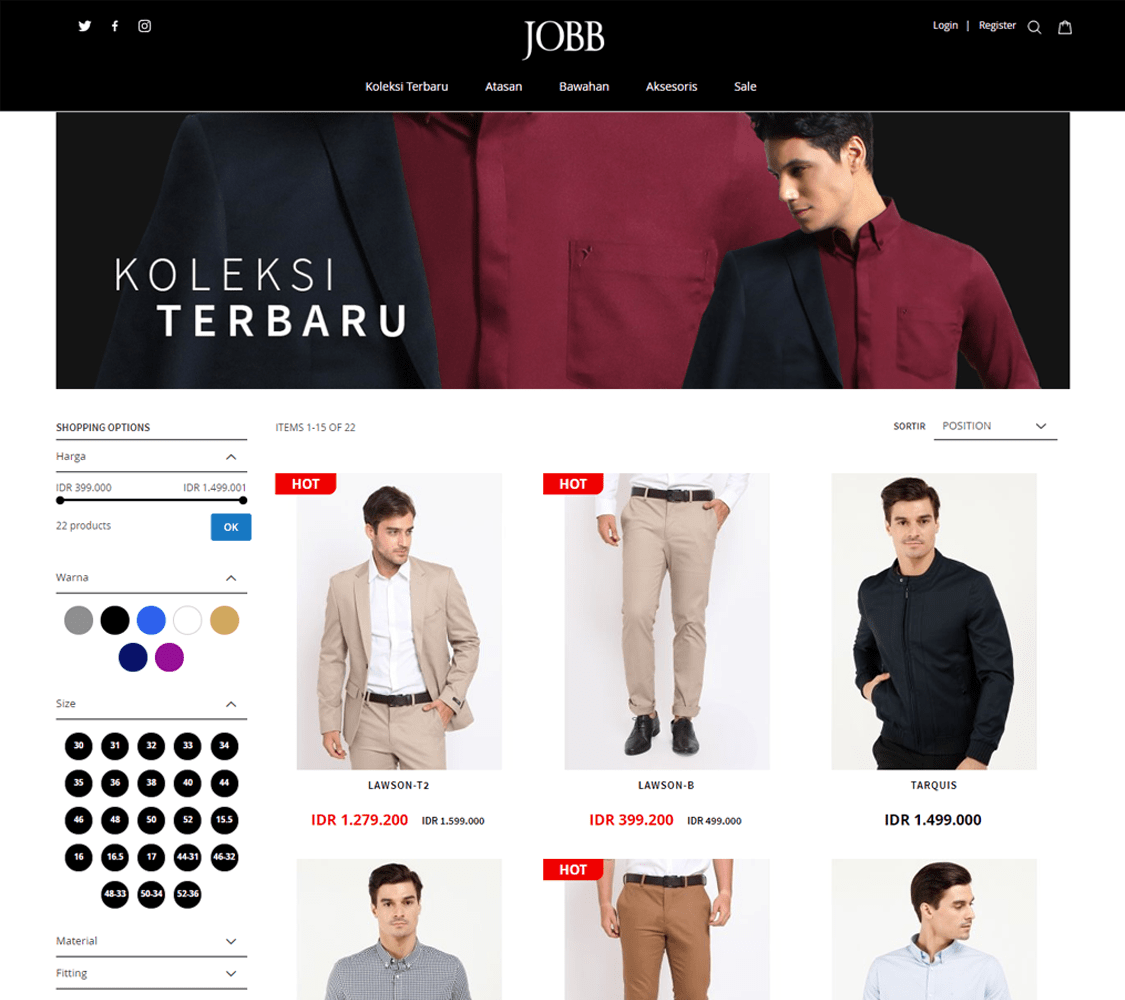 JOBB
Login | Register
Koleksi Terbaru Atasan Bawahan Aksesoris Sale
KOLEKSI
TERBARU
SHOPPING OPTIONS
Harga
IDR 399.000 IDR 1.499.001
22 products OK
Warna
Size
30 31 32 33 34
35 36 38 40 44
46 48 50 52 15.5
16 16.5 17 44-31 46-32
48-33 50-34 52-36
Material
Fitting
ITEMS 1-15 OF 22
SORTIR POSITION
HOT
LAWSON-T2
IDR 1.279.200 IDR 1.599.000
HOT
LAWSON-B
IDR 399.200 IDR 499.000
TARQUIS
IDR 1.499.000
HOT